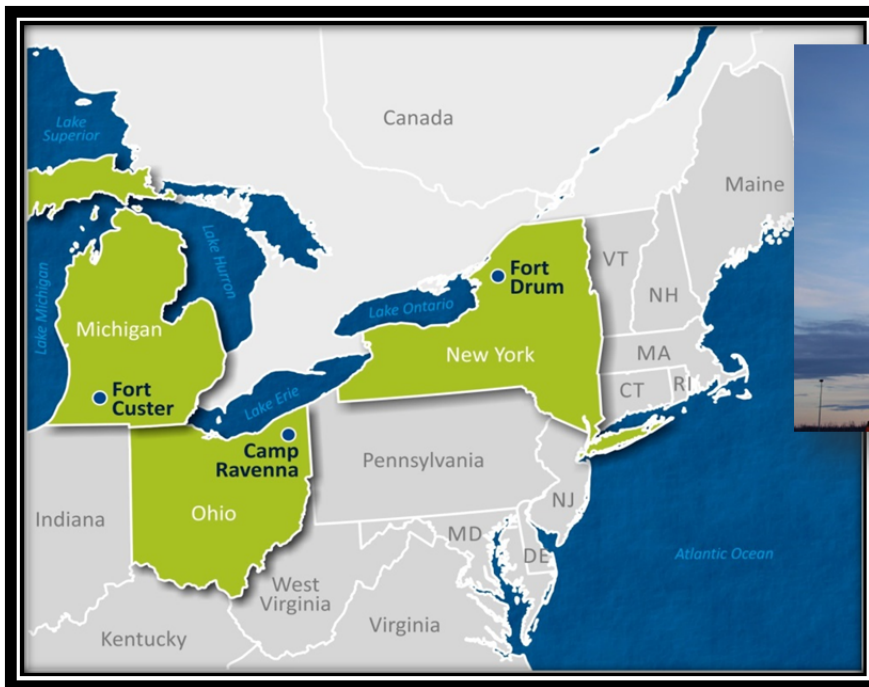 Canada
Lake
Superior
Maine
Lake Michigan
Lake Hurron
Fort
Drum
VT
NH
Lake Ontario
Michigan
New York
MA
CT
RI
Fort
Custer
Lake Erie
Camp
Ravenna
Pennsylvania
NJ
Indiana
Ohio
MD
DE
Atlantic Ocean
West
Virginia
Virginia
Kentucky